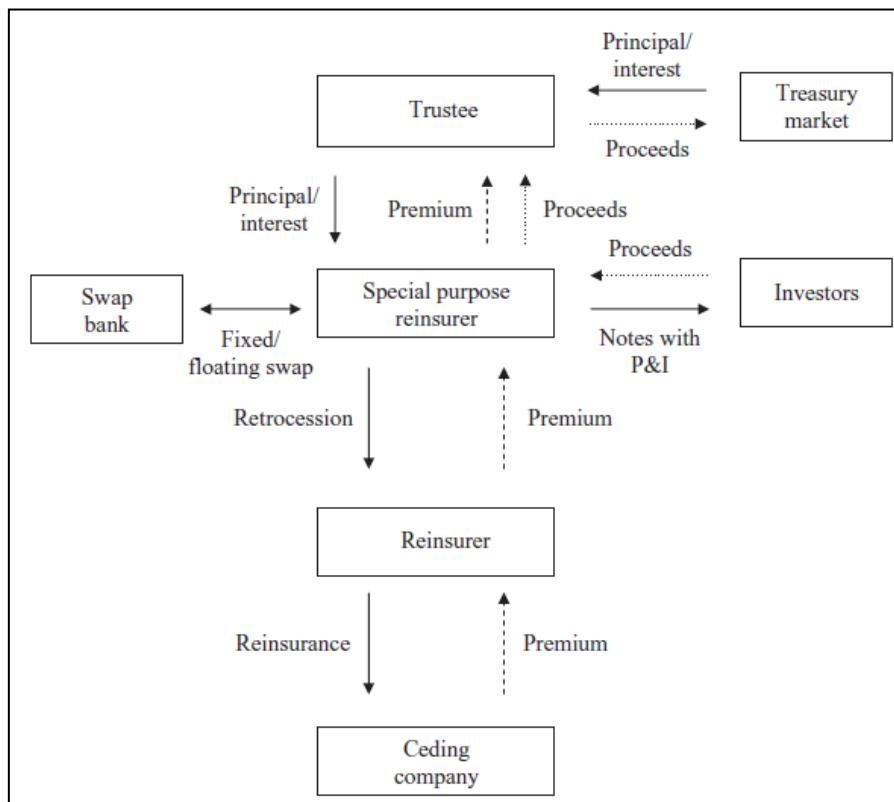 Principal/
interest
Trustee
Treasury
market
Proceeds
Principal/
interest
Premium
Proceeds
Proceeds
Swap
bank
Special purpose
reinsurer
Investors
Fixed/
floating swap
Notes with
P&I
Retrocession
Premium
Reinsurer
Reinsurance
Premium
Ceding
company